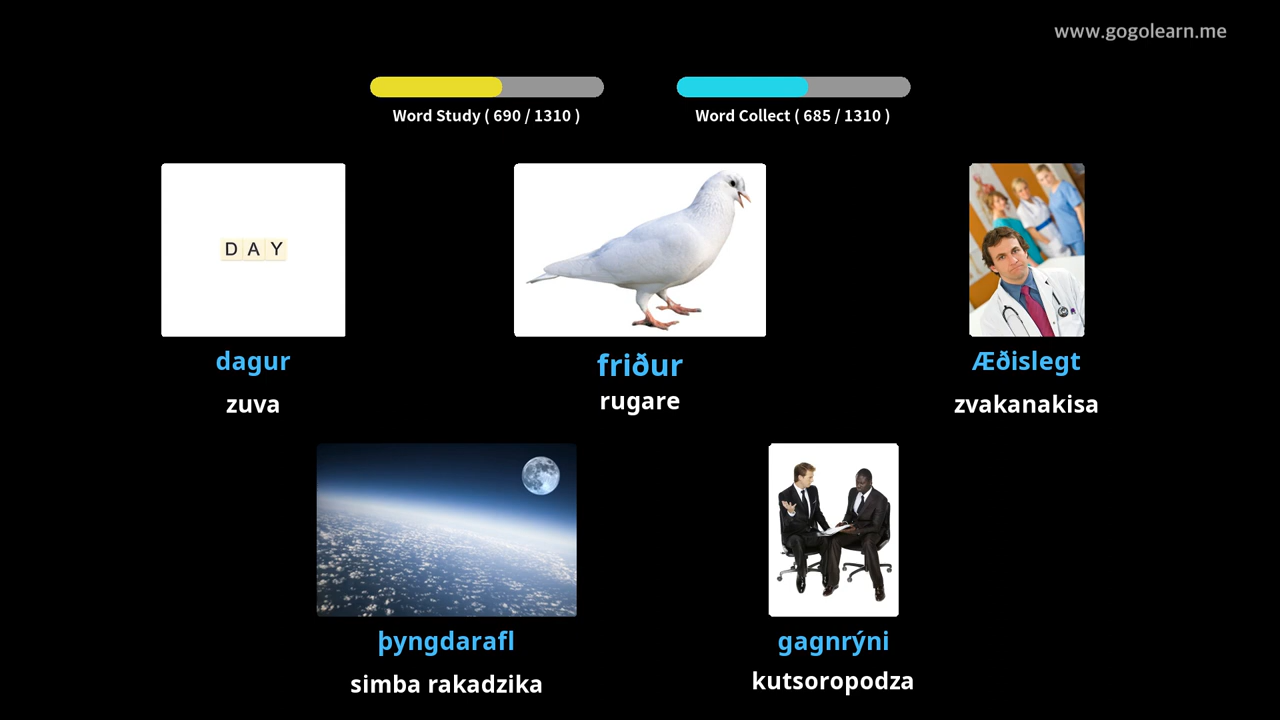 www.gogolearn.me
Word Study ( 690 / 1310 )
Word Collect ( 685 / 1310 )
DAY
dagur
zuva
friður
rugare
Æðislegt
zvakanakisa
þyngdarafl
simba rakadzika
gagnrýni
kutsoropodza